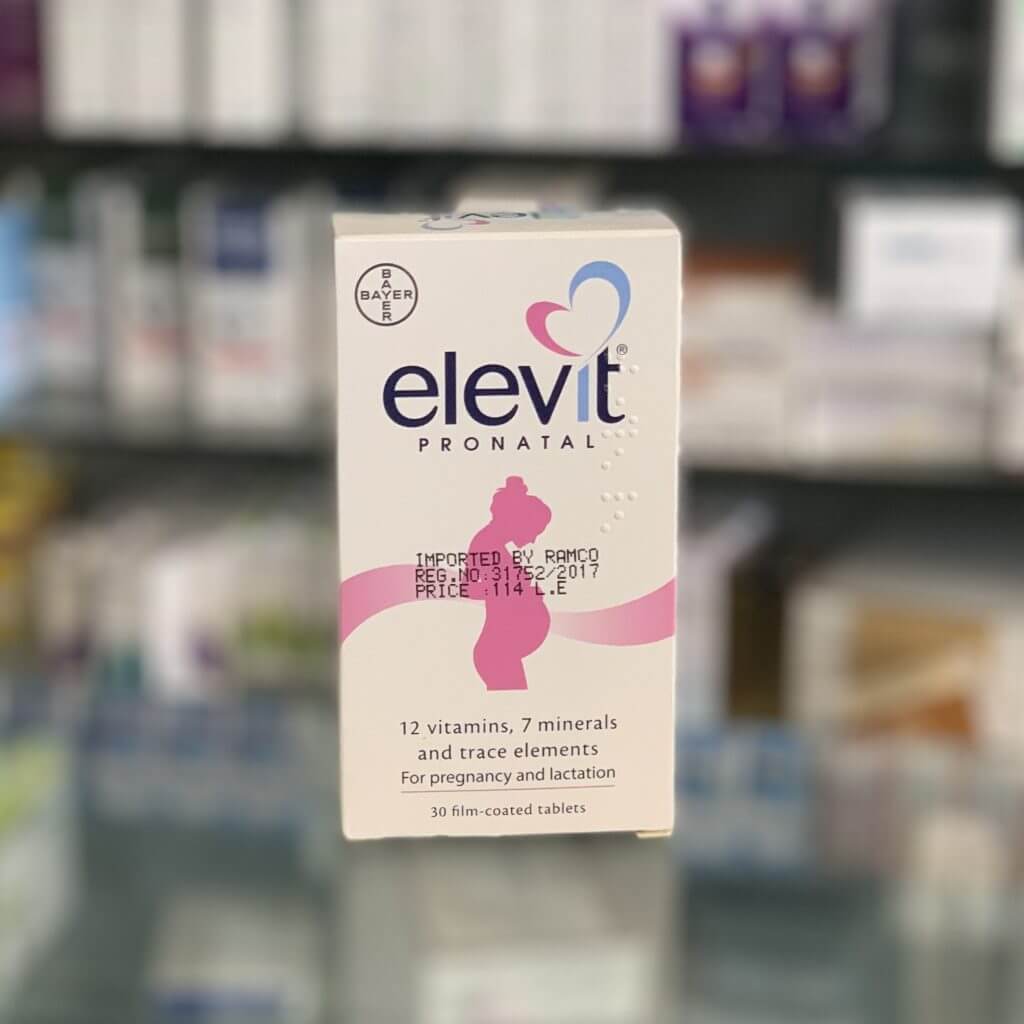 BAYER
BAYER
elevit®
PRONATAL
IMPORTED BY RAMCO
REG.NO:31752/2017
PRICE :114 L.E
12 vitamins, 7 minerals
and trace elements
For pregnancy and lactation
30 film-coated tablets